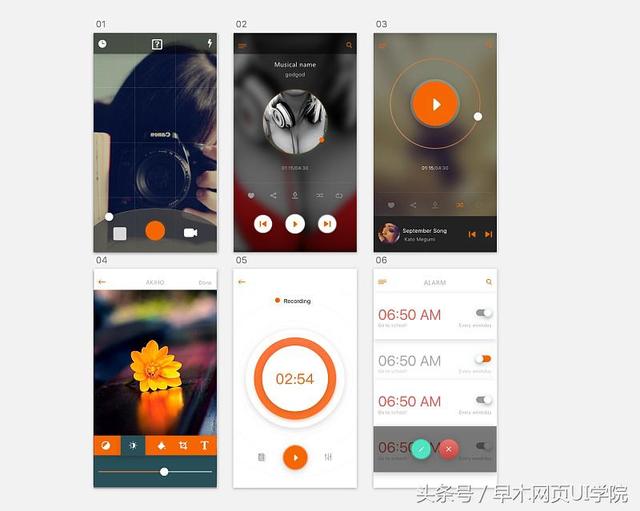 01
02
03
Canon
Musical name
godgod
01:15/04:30
01:15/04:30
September Song
Kato Megumi
04
05
06
AKIHO
Done
Recording
02:54
T
ALARM
06:50 AM
Go to school!
Every weekday
06:50 AM
Go to school!
Every weekday
06:50 AM
Go to school!
Every weekday
06:50 AM
头条号 / 早木网页UI学院